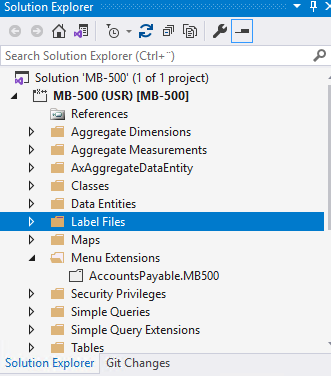 Solution Explorer
Search Solution Explorer (Ctrl+¨)
Solution 'MB-500' (1 of 1 project)
MB-500 (USR) [MB-500]
References
Aggregate Dimensions
Aggregate Measurements
AxAggregateDataEntity
Classes
Data Entities
Label Files
Maps
Menu Extensions
AccountsPayable.MB500
Security Privileges
Simple Queries
Simple Query Extensions
Tables
Solution Explorer Git Changes